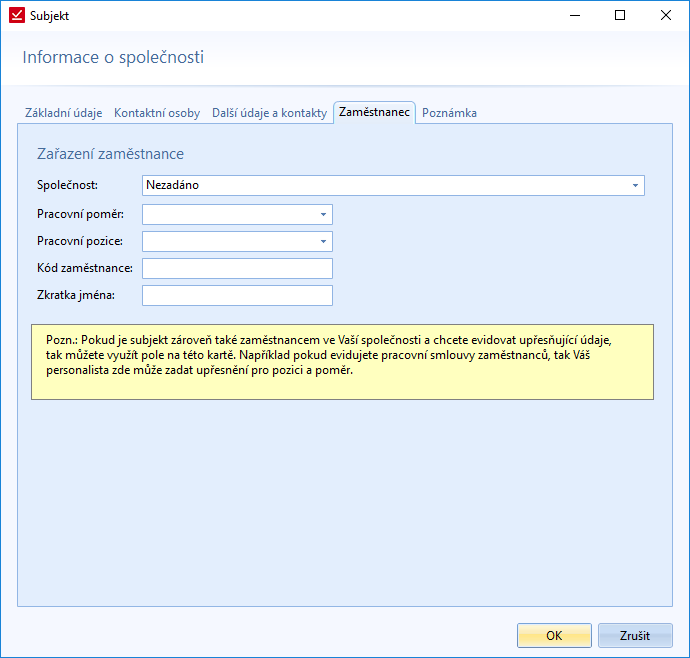 Subjekt
Informace o společnosti
Základní údaje Kontaktní osoby Další údaje a kontakty Zaměstnanec Poznámka
Zařazení zaměstnance
Společnost: Nezadáno
Pracovní poměr:
Pracovní pozice:
Kód zaměstnance:
Zkratka jména:
Pozn.: Pokud je subjekt zároveň také zaměstnancem ve Vaší společnosti a chcete evidovat upřesňující údaje,
tak můžete využít pole na této kartě. Například pokud evidujete pracovní smlouvy zaměstnanců, tak Váš
personalista zde může zadat upřesnění pro pozici a poměr.
OK Zrušit